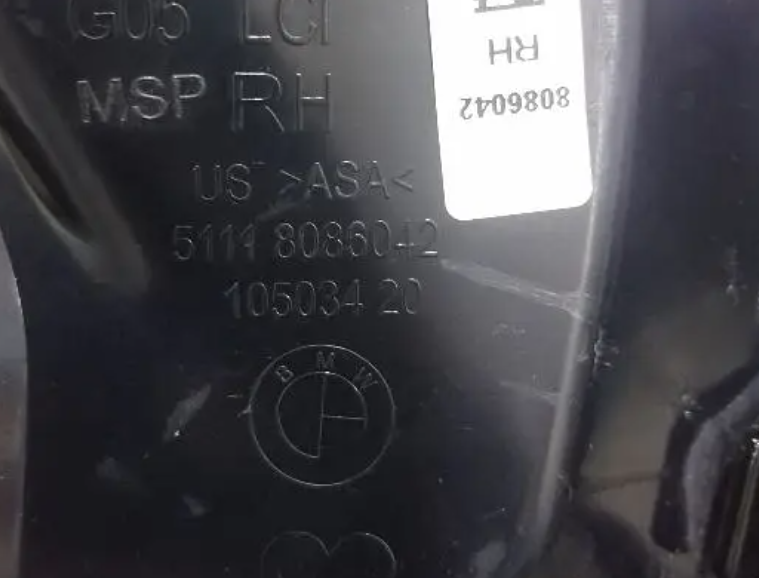 G05 LCI
MSP RH
US >ASA<
5111 8086042
105034 20
BMW
RH
8086042